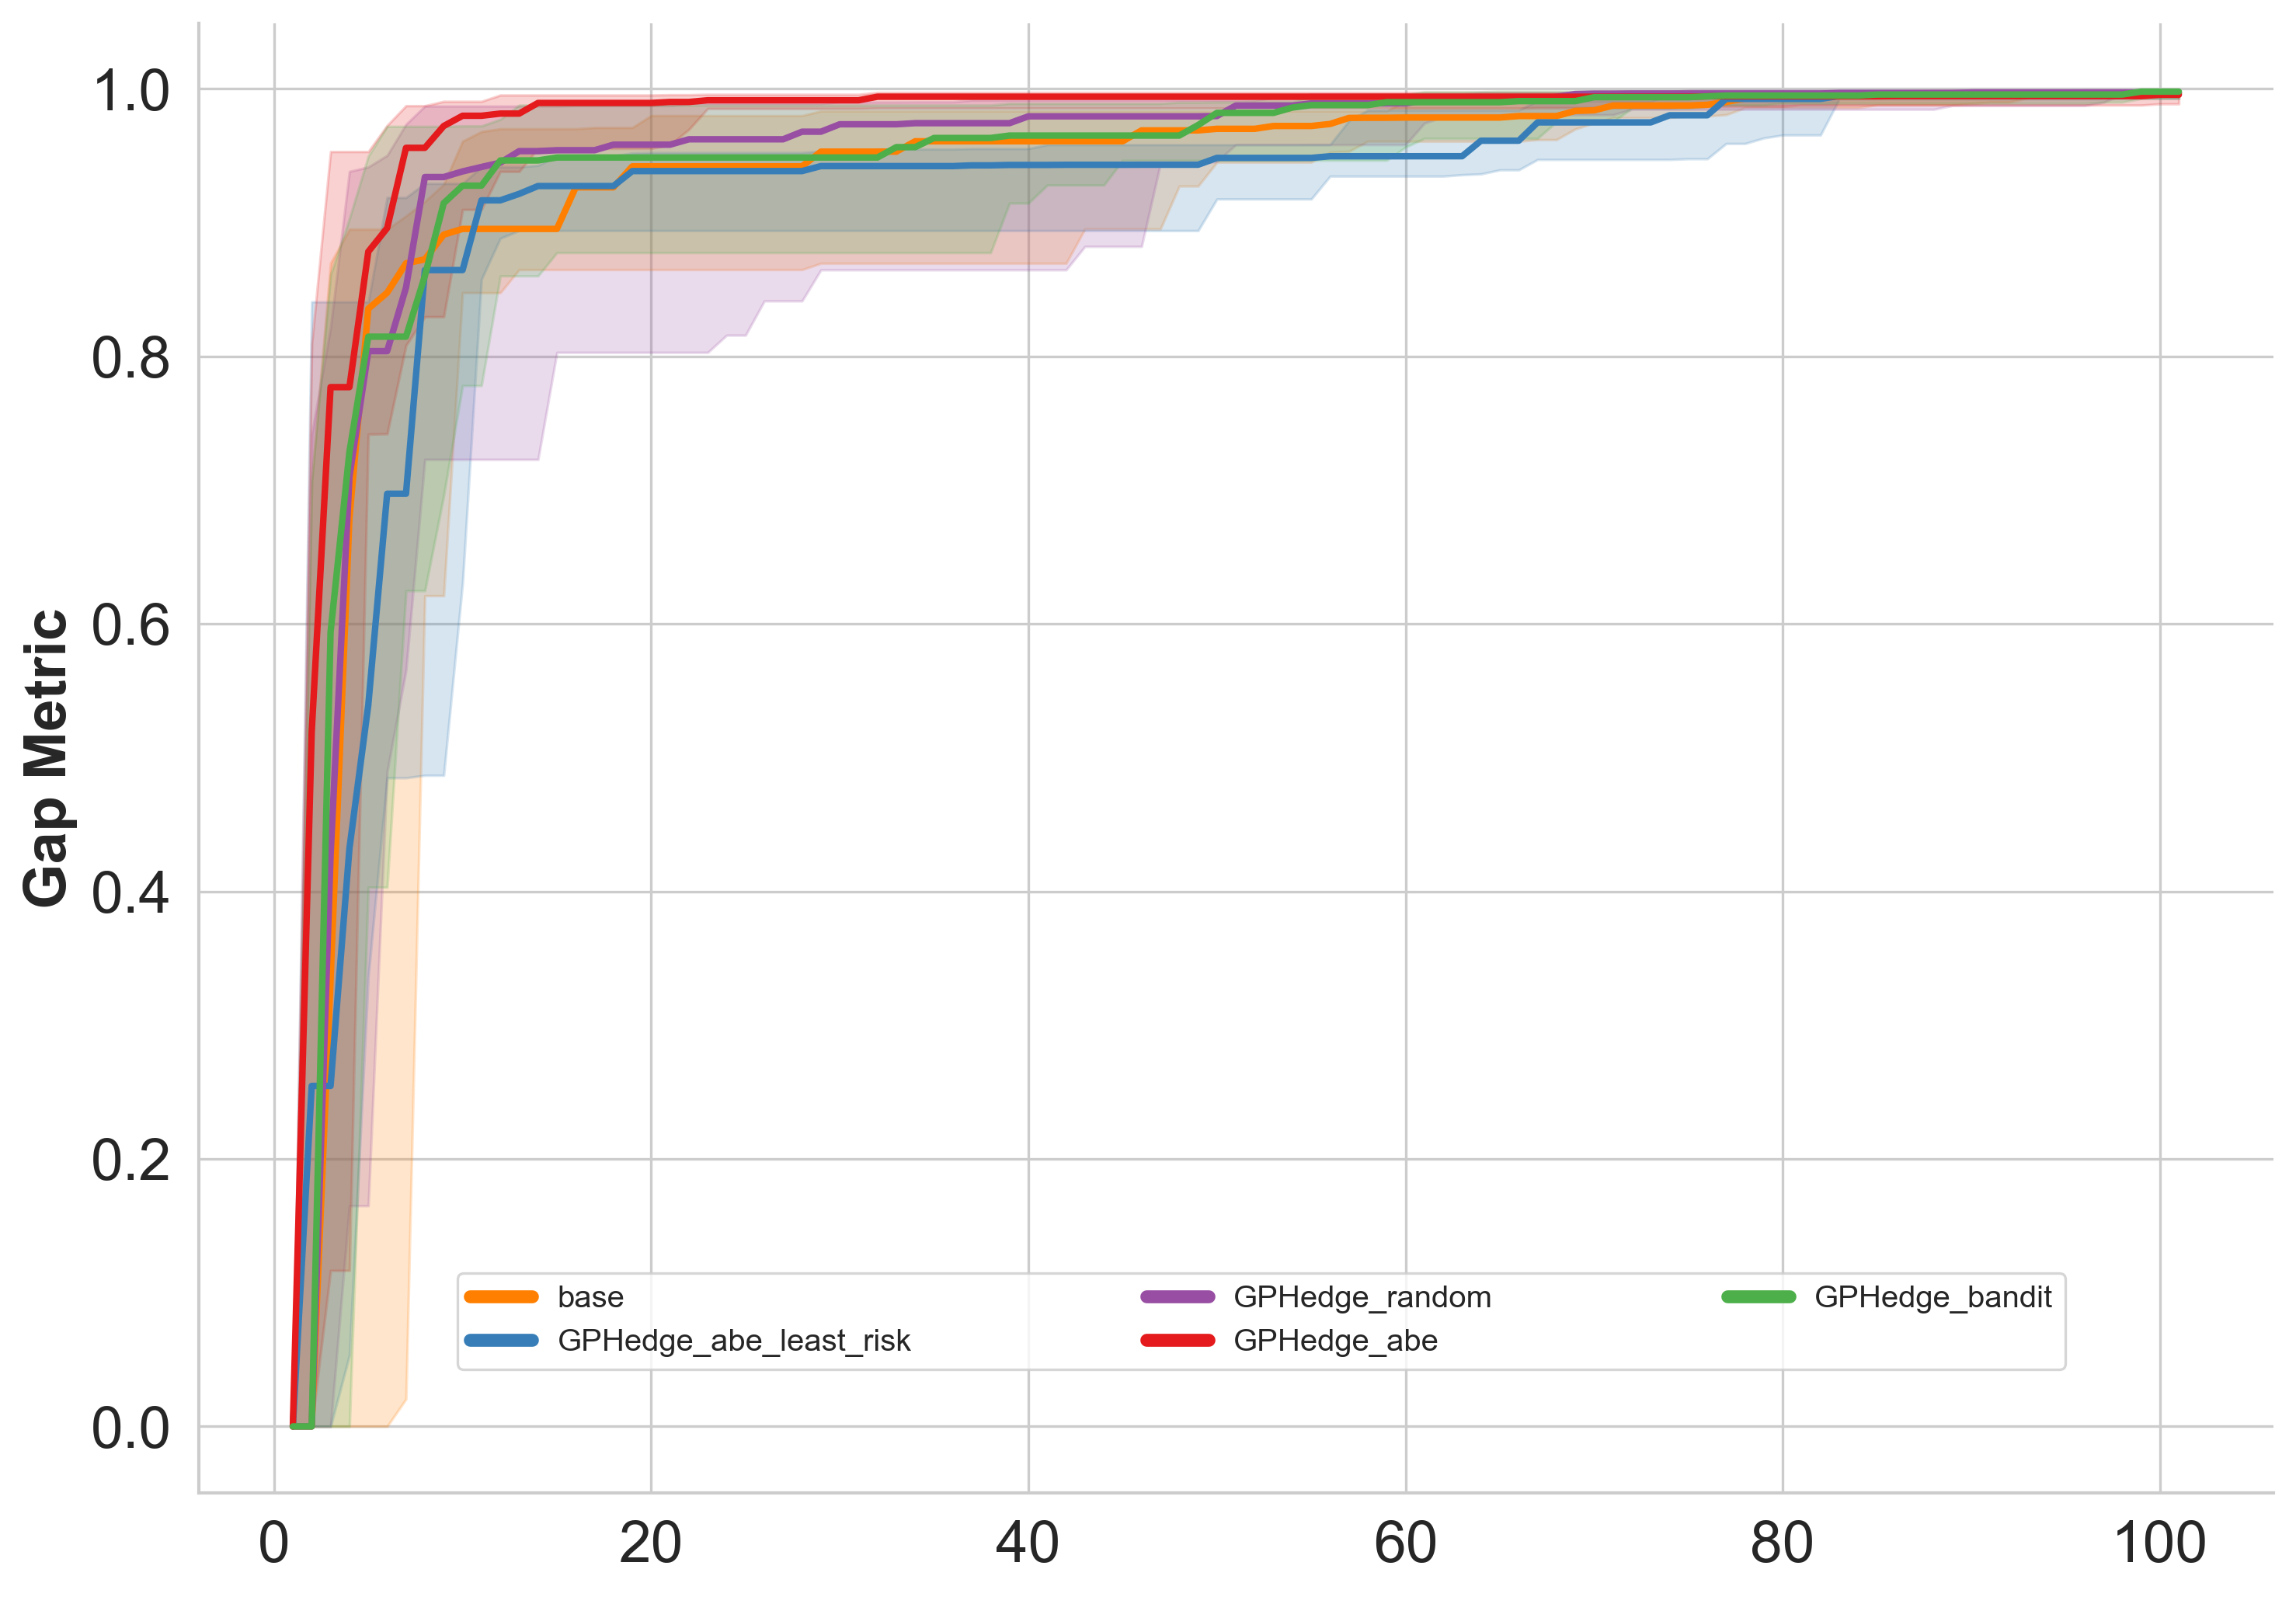 1.0
0.8
0.6
0.4
0.2
0.0
Gap Metric
base
GPHedge_abe_least_risk
GPHedge_random
GPHedge_abe
GPHedge_bandit
0 20 40 60 80 100